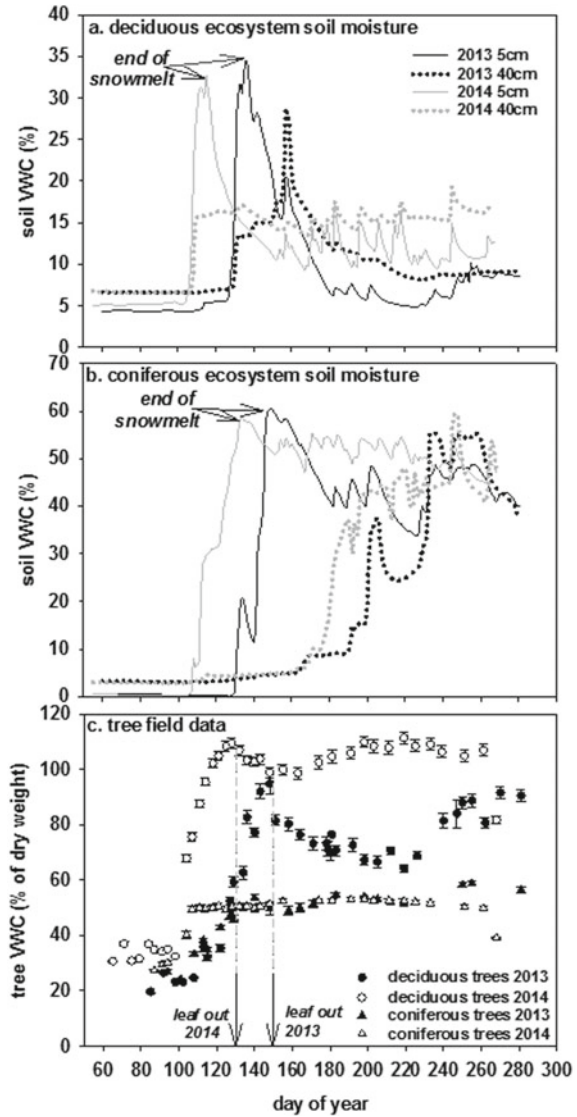 a. deciduous ecosystem soil moisture
end of
snowmelt
2013 5cm
2013 40cm
2014 5cm
2014 40cm
soil VWC (%)
40
35
30
25
20
15
10
5
0
b. coniferous ecosystem soil moisture
end of
snowmelt
soil VWC (%)
60
50
40
30
20
10
0
c. tree field data
tree VWC (% of dry weight)
120
100
80
60
40
20
0
leaf out
2014
leaf out
2013
deciduous trees 2013
deciduous trees 2014
coniferous trees 2013
coniferous trees 2014
60 80 100 120 140 160 180 200 220 240 260 280 300
day of year